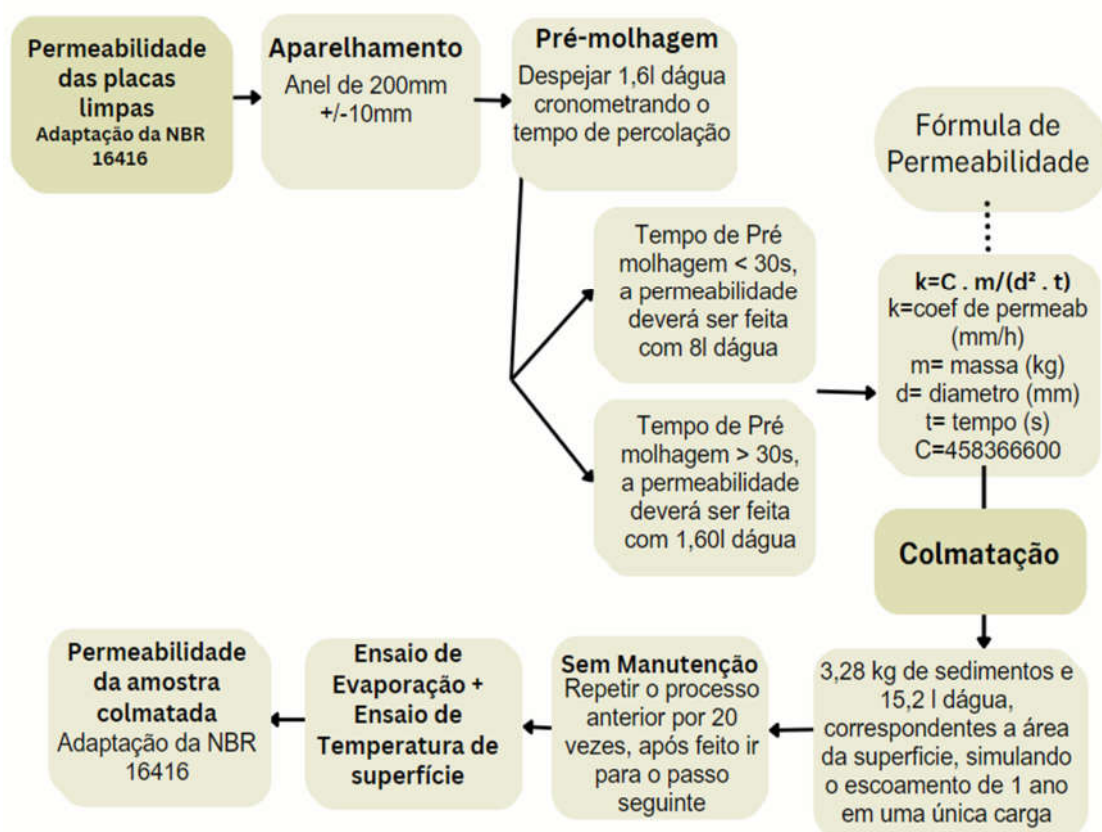 Permeabilidade
das placas
limpas
Adaptação da NBR
16416
Aparelhamento
Anel de 200mm
+/-10mm
Pré-molhagem
Despejar 1,6l dágua
cronometrando o
tempo de percolação
Tempo de Pré
molhagem < 30s,
a permeabilidade
deverá ser feita
com 8l dágua
Tempo de Pré
molhagem > 30s,
a permeabilidade
deverá ser feita
com 1,60l dágua
Fórmula de
Permeabilidade
k=C . m/(d² . t)
k=coef de permeab
(mm/h)
m= massa (kg)
d= diametro (mm)
t= tempo (s)
C=458366600
Colmatação
3,28 kg de sedimentos e
15,2 l dágua,
correspondentes a área
da superficie, simulando
o escoamento de 1 ano
em uma única carga
Sem Manutenção
Repetir o processo
anterior por 20
vezes, após feito ir
para o passo
seguinte
Ensaio de
Evaporação +
Ensaio de
Temperatura de
superfície
Permeabilidade
da amostra
colmatada
Adaptação da NBR
16416